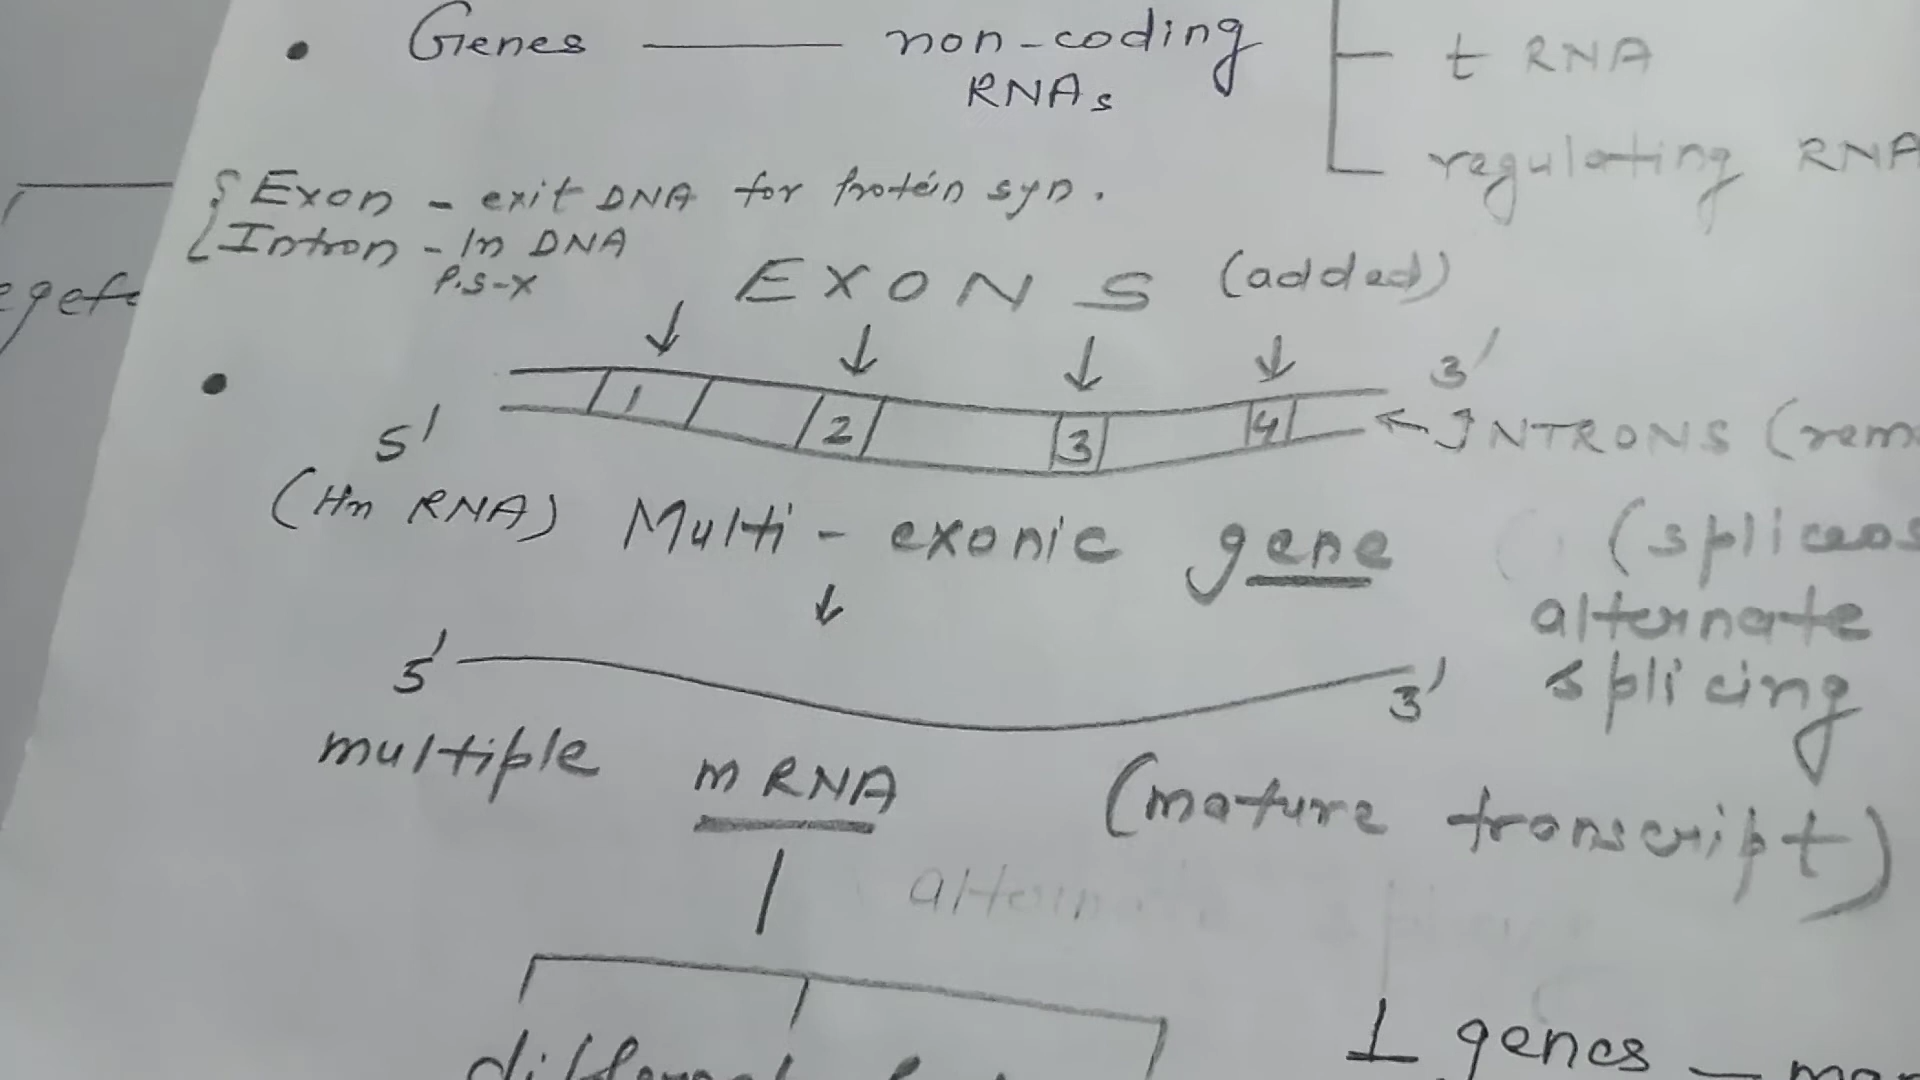 • Genes — non-coding RNAs
t RNA
regulating RNA
Exon - exit DNA for Protein syn.
Intron - In DNA
P.S-X
EXONS (added)
1 2 3 4
5' 3'
← INTRONS
(Hn RNA) Multi-exonic gene
alternate
splicing
5' 3'
multiple mRNA (mature transcript)
different
1 genes -